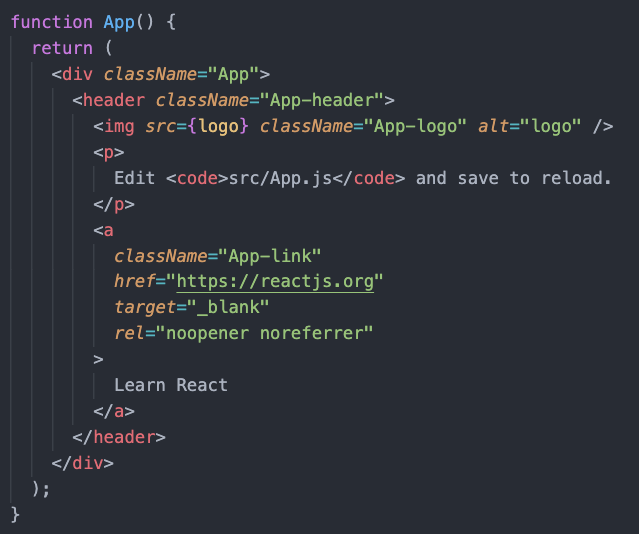 function App() {
  return (
    <div className="App">
      <header className="App-header">
        <img src={logo} className="App-logo" alt="logo" />
        <p>
          Edit <code>src/App.js</code> and save to reload.
        </p>
        <a
          className="App-link"
          href="https://reactjs.org"
          target="_blank"
          rel="noopener noreferrer"
        >
          Learn React
        </a>
      </header>
    </div>
  );
}